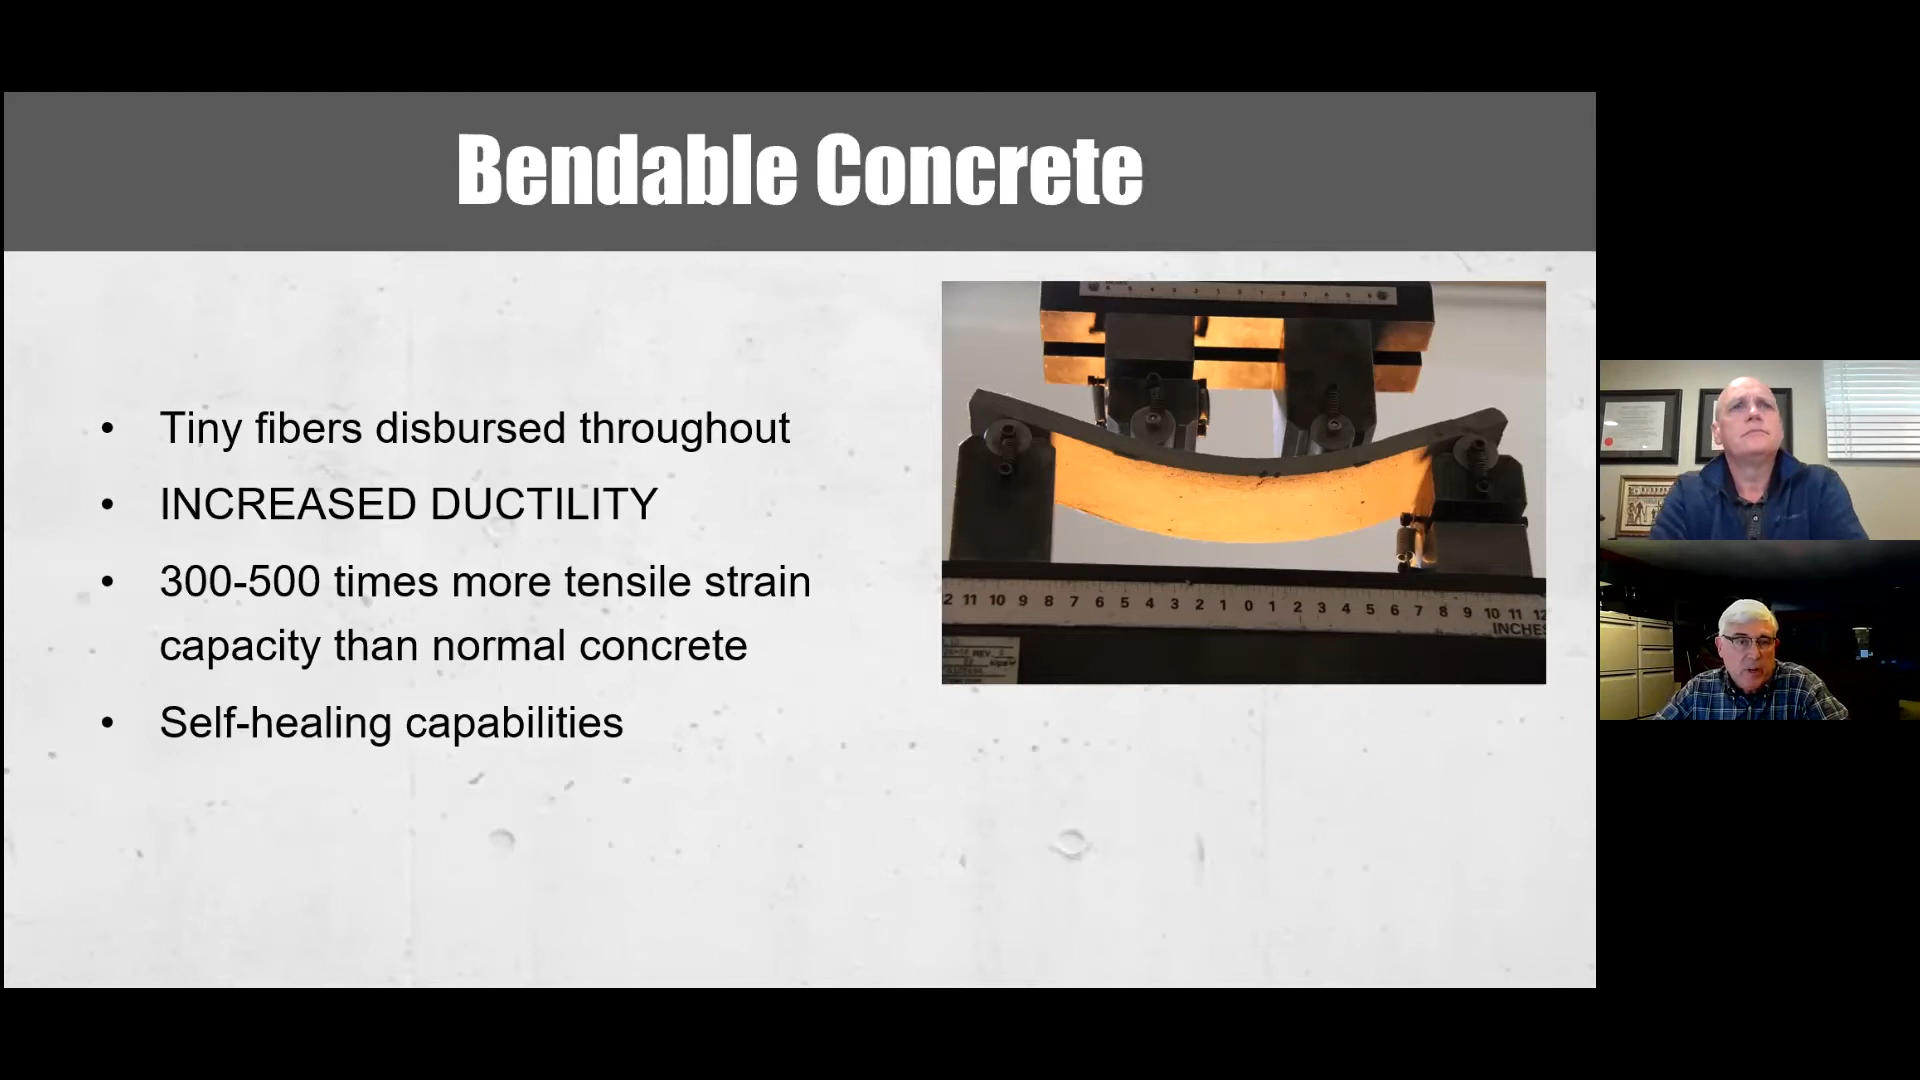 Bendable Concrete
• Tiny fibers disbursed throughout
• INCREASED DUCTILITY
• 300-500 times more tensile strain
capacity than normal concrete
• Self-healing capabilities
2 11 10 9 8 7 6 5 4 3 2 1 0 1 2 3 4 5 6 7 8 9 10 11 12
INCHES